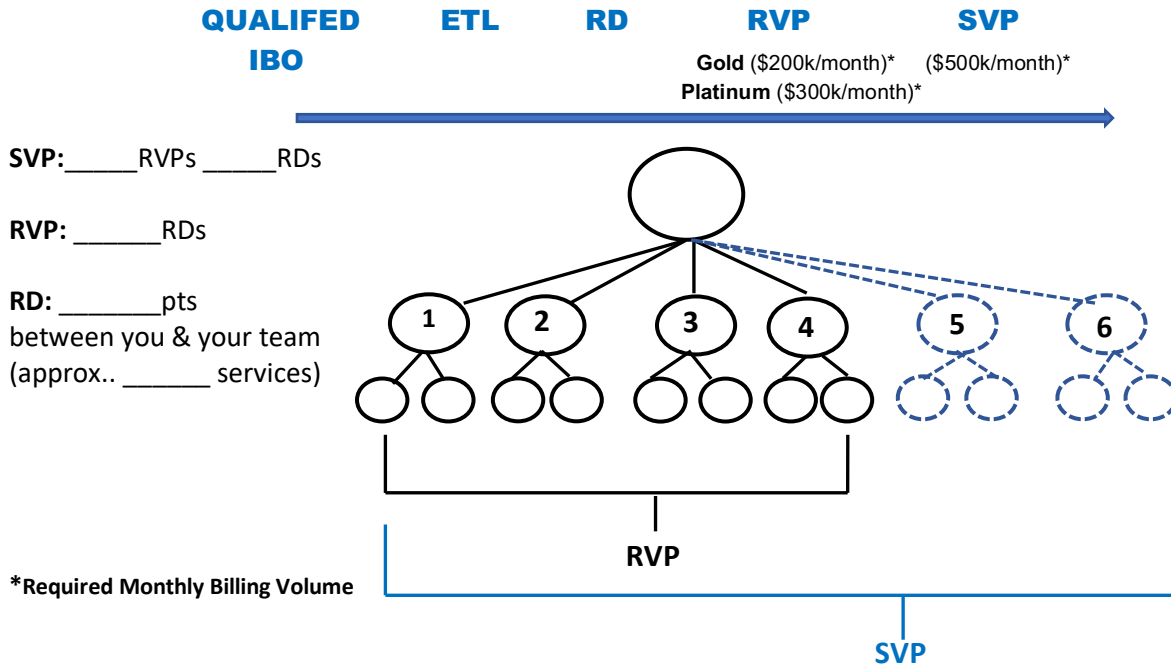 QUALIFED IBO
ETL
RD
RVP
SVP
Gold ($200k/month)*
Platinum ($300k/month)*
($500k/month)*
SVP:_____RVPs _____RDs
RVP: ______RDs
RD: _______pts
between you & your team
(approx.. ______ services)
1
2
3
4
5
6
RVP
*Required Monthly Billing Volume
SVP